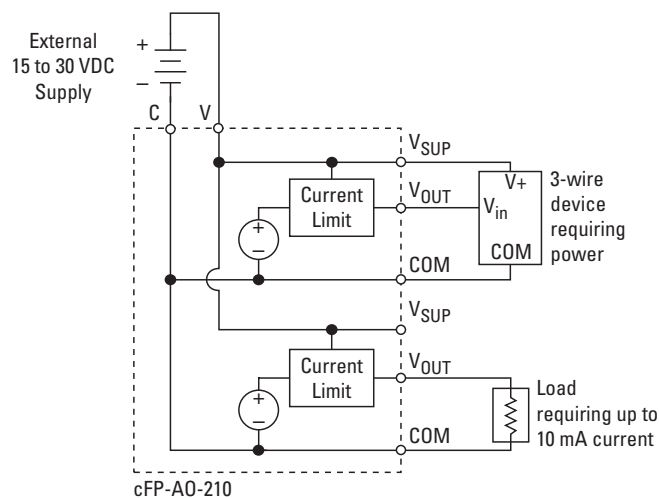 External
15 to 30 VDC
Supply
+
–
C
V
VSUP
Current
Limit
VOUT
V+
Vin
COM
3-wire
device
requiring
power
+
–
COM
VSUP
Current
Limit
VOUT
+
–
COM
Load
requiring up to
10 mA current
cFP-AO-210